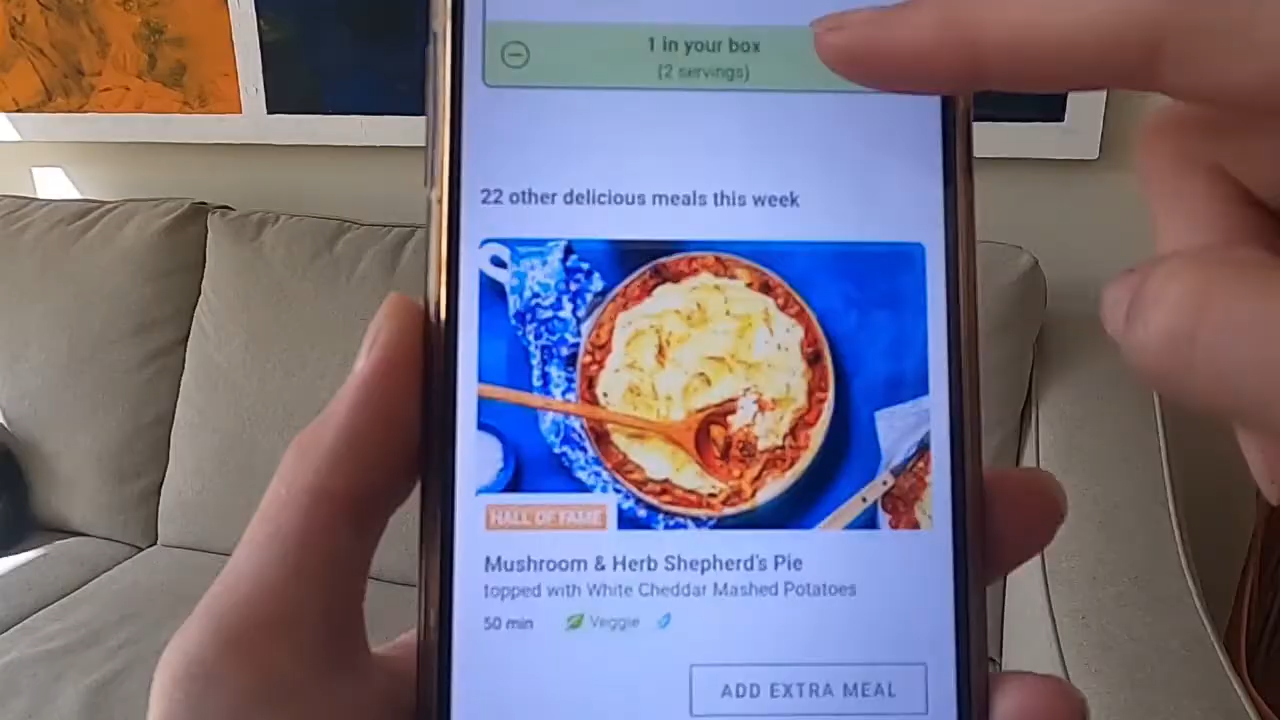 1 in your box
(2 servings)
22 other delicious meals this week
HALL OF FAME
Mushroom & Herb Shepherd's Pie
topped with White Cheddar Mashed Potatoes
50 min Veggie
ADD EXTRA MEAL